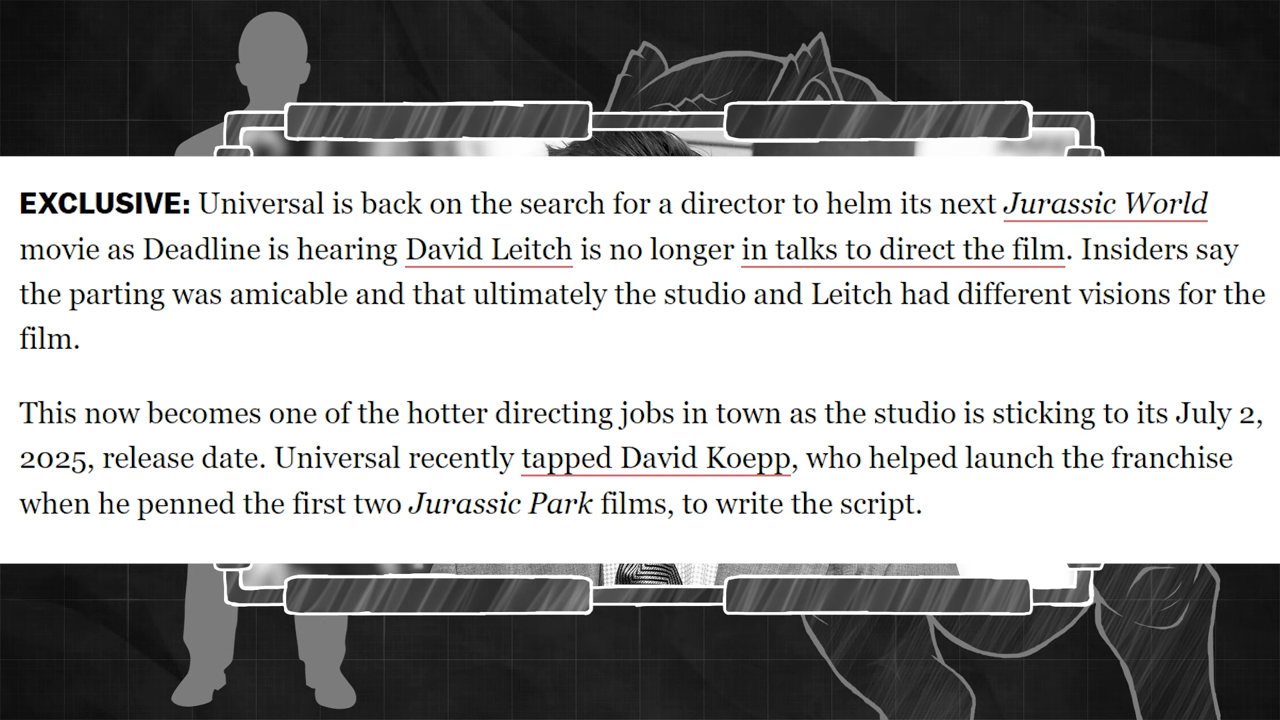 EXCLUSIVE: Universal is back on the search for a director to helm its next Jurassic World
movie as Deadline is hearing David Leitch is no longer in talks to direct the film. Insiders say
the parting was amicable and that ultimately the studio and Leitch had different visions for the
film.
This now becomes one of the hotter directing jobs in town as the studio is sticking to its July 2,
2025, release date. Universal recently tapped David Koepp, who helped launch the franchise
when he penned the first two Jurassic Park films, to write the script.